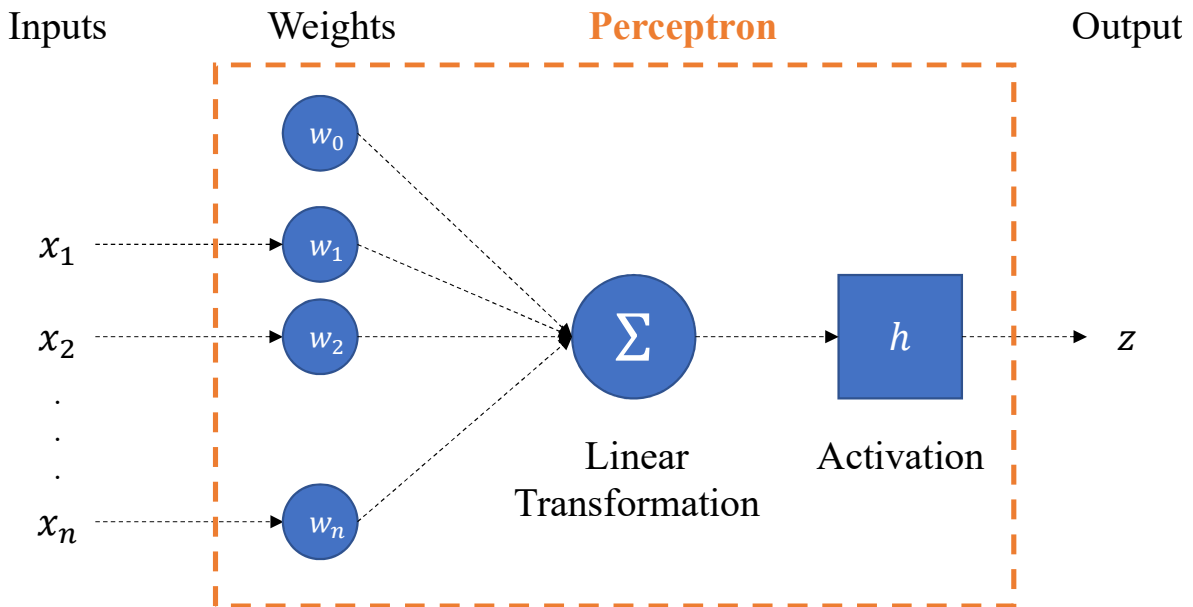 Inputs Weights Perceptron Output
w₀
x₁ w₁
x₂ w₂ Σ h z
.
.
.
Linear Activation
Transformation
xₙ wₙ